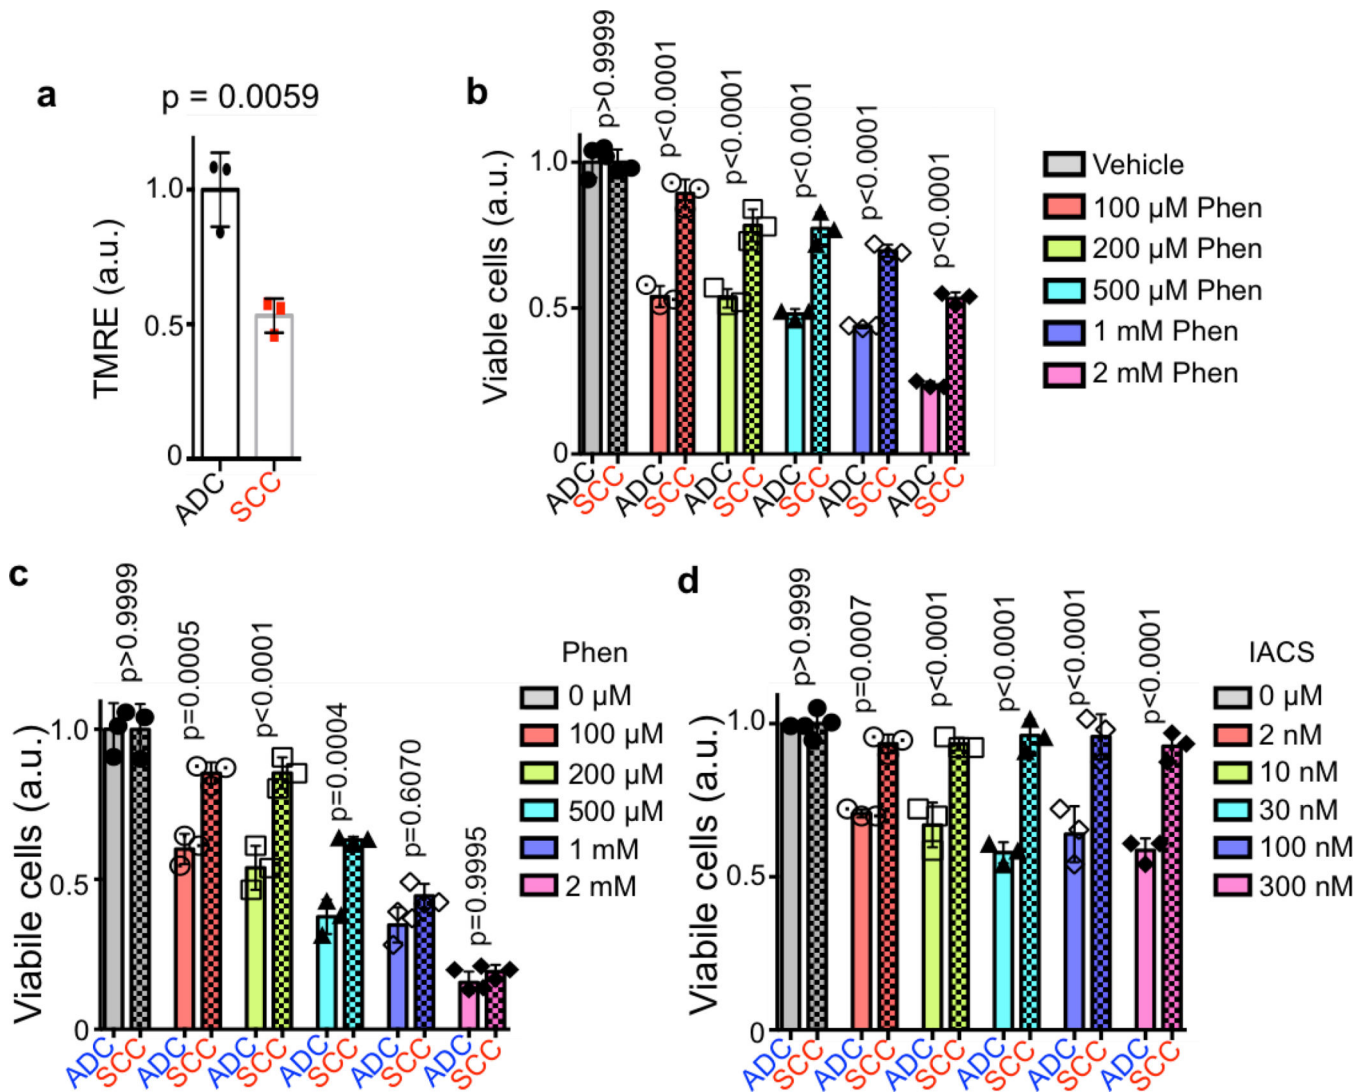 a
p = 0.0059
TMRE (a.u.)
1.0
0.5
0
ADC
SCC
b
p>0.9999
p<0.0001
p<0.0001
p<0.0001
p<0.0001
p<0.0001
Viable cells (a.u.)
1.0
0.5
0
ADC
SCC
ADC
SCC
ADC
SCC
ADC
SCC
ADC
SCC
ADC
SCC
Vehicle
100 µM Phen
200 µM Phen
500 µM Phen
1 mM Phen
2 mM Phen
c
p>0.9999
p=0.0005
p<0.0001
p=0.0004
p=0.6070
p=0.9995
Viabile cells (a.u.)
1.0
0.5
0
ADC
SCC
ADC
SCC
ADC
SCC
ADC
SCC
ADC
SCC
ADC
SCC
Phen
0 µM
100 µM
200 µM
500 µM
1 mM
2 mM
d
p>0.9999
p=0.0007
p<0.0001
p<0.0001
p<0.0001
p<0.0001
Viabile cells (a.u.)
1.0
0.5
0
ADC
SCC
ADC
SCC
ADC
SCC
ADC
SCC
ADC
SCC
ADC
SCC
IACS
0 µM
2 nM
10 nM
30 nM
100 nM
300 nM